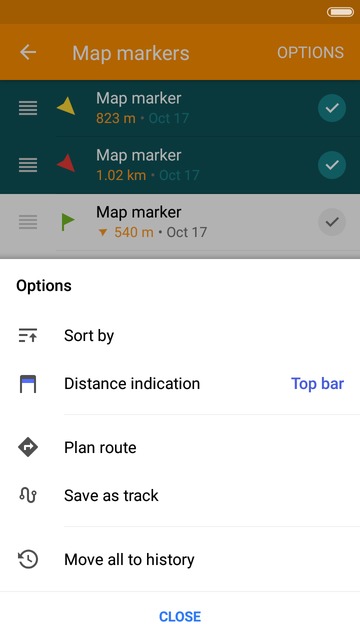 Map markers
OPTIONS
Map marker
823 m • Oct 17
Map marker
1.02 km • Oct 17
Map marker
540 m • Oct 17
Options
Sort by
Distance indication
Top bar
Plan route
Save as track
Move all to history
CLOSE